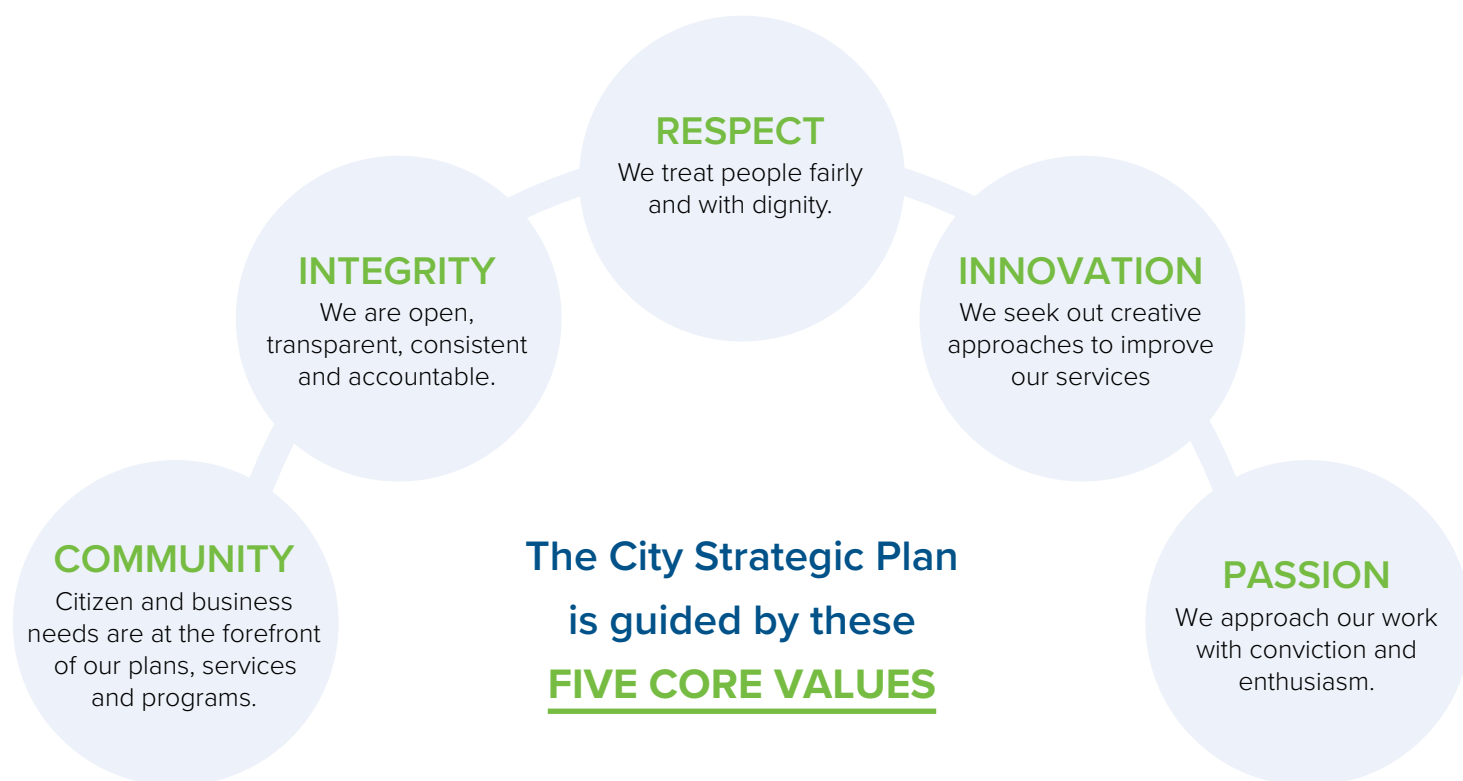 RESPECT
We treat people fairly
and with dignity.
INTEGRITY
We are open,
transparent, consistent
and accountable.
INNOVATION
We seek out creative
approaches to improve
our services
COMMUNITY
Citizen and business
needs are at the forefront
of our plans, services
and programs.
The City Strategic Plan
is guided by these
FIVE CORE VALUES
PASSION
We approach our work
with conviction and
enthusiasm.